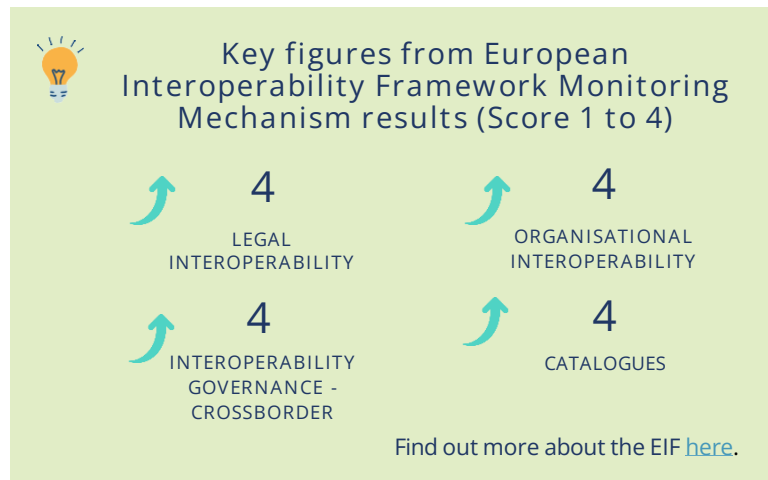 Key figures from European
Interoperability Framework Monitoring
Mechanism results (Score 1 to 4)
4
LEGAL
INTEROPERABILITY
4
ORGANISATIONAL
INTEROPERABILITY
4
INTEROPERABILITY
GOVERNANCE -
CROSSBORDER
4
CATALOGUES
Find out more about the EIF here.